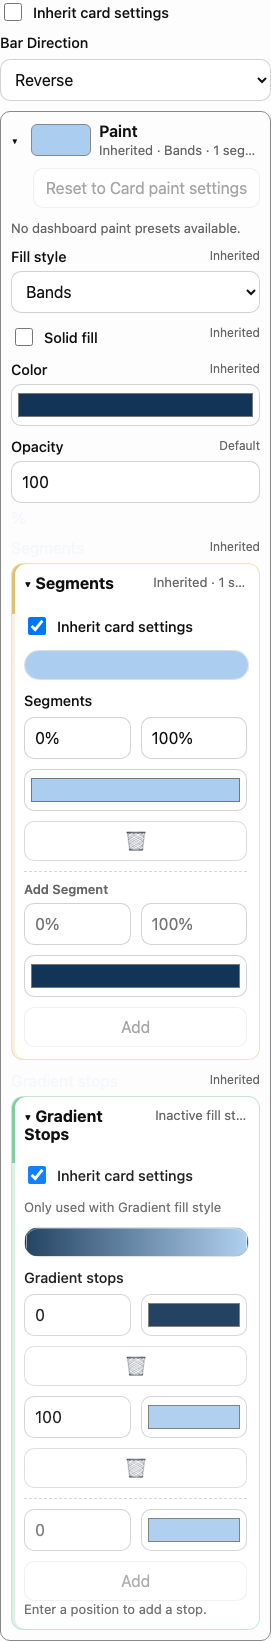 Inherit card settings
Bar Direction
Reverse
Paint
Inherited · Bands · 1 seg…
Reset to Card paint settings
No dashboard paint presets available.
Fill style Inherited
Bands
Solid fill Inherited
Color Inherited
Opacity Default
100
%
Segments Inherited
Segments Inherited · 1 s…
Inherit card settings
Segments
0% 100%
Add Segment
0% 100%
Add
Gradient stops Inherited
Gradient Inactive fill st…
Stops
Inherit card settings
Only used with Gradient fill style
Gradient stops
0
100
0
Add
Enter a position to add a stop.